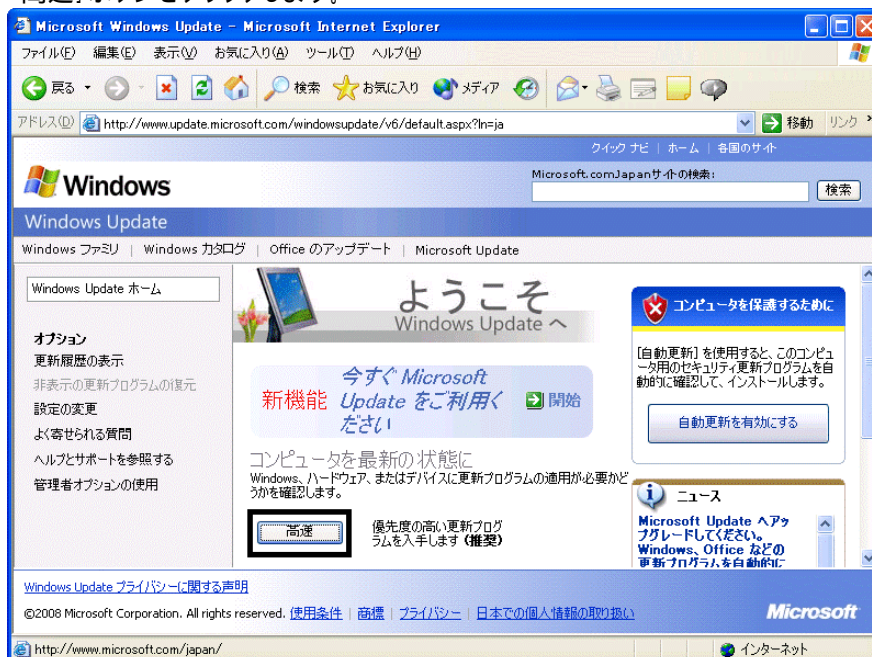 高速」ボタンをクリックします。
Microsoft Windows Update - Microsoft Internet Explorer
ファイル(F) 編集(E) 表示(V) お気に入り(A) ツール(T) ヘルプ(H)
戻る 検索 お気に入り メディア
アドレス(D) http://www.update.microsoft.com/windowsupdate/v6/default.aspx?ln=ja 移動 リンク
クイック ナビ | ホーム | 各国のサイト
Windows
Microsoft.comJapanサイトの検索:
検索
Windows Update
Windows ファミリ | Windows カタログ | Office のアップデート | Microsoft Update
Windows Update ホーム
オプション
更新履歴の表示
非表示の更新プログラムの復元
設定の変更
よく寄せられる質問
ヘルプとサポートを参照する
管理者オプションの使用
ようこそ
Windows Update へ
新機能
今すぐ Microsoft
Update をご利用く
ださい
開始
コンピュータを最新の状態に
Windows、ハードウェア、またはデバイスに更新プログラムの適用が必要かど
うかを確認します。
高速
優先度の高い更新プログ
ラムを入手します (推奨)
コンピュータを保護するために
[自動更新] を使用すると、このコンピュ
ータ用のセキュリティ更新プログラムを自
動的に確認して、インストールします。
自動更新を有効にする
ニュース
Microsoft Update へアッ
プグレードしてください。
Windows、Office などの
更新プログラムを自動的に
Windows Update プライバシーに関する声明
©2008 Microsoft Corporation. All rights reserved. 使用条件 | 商標 | プライバシー | 日本での個人情報の取り扱い
Microsoft
http://www.microsoft.com/japan/ インターネット